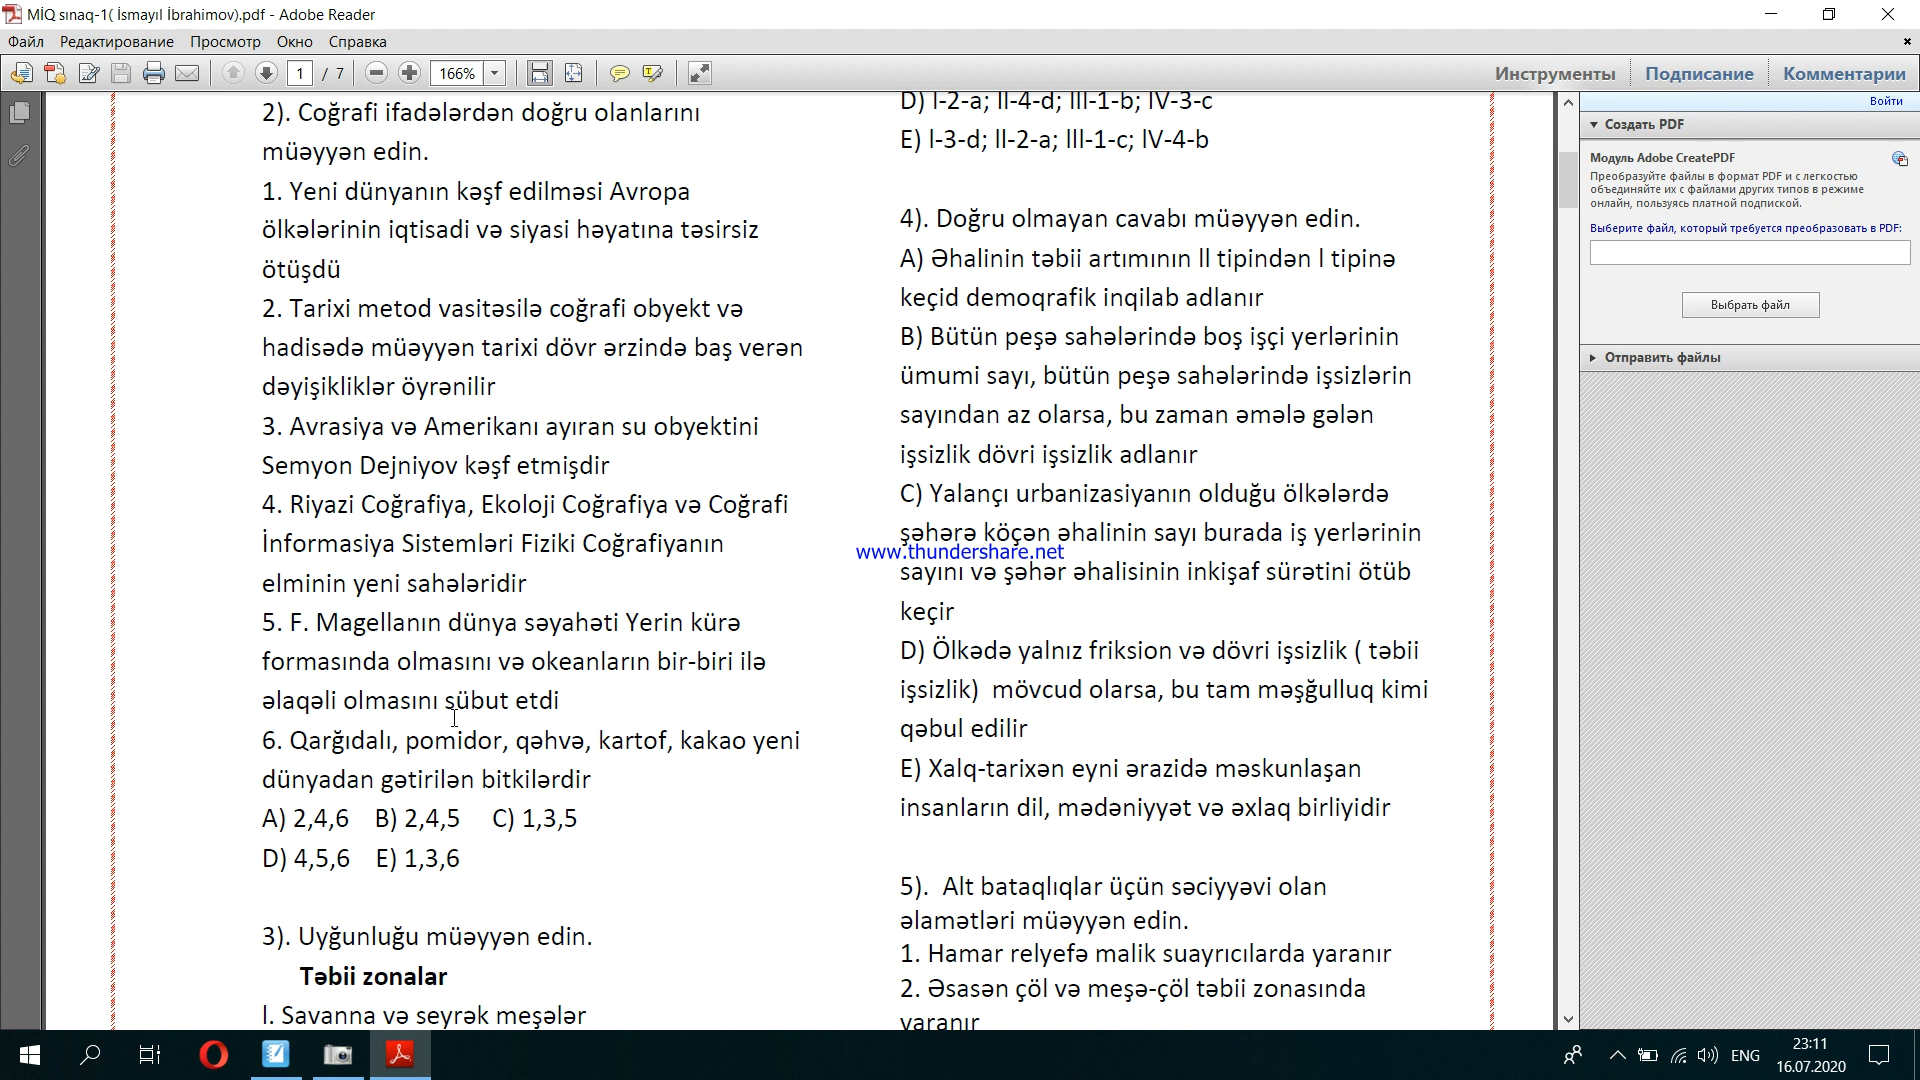 MİQ sınaq-1( İsmayıl İbrahimov).pdf - Adobe Reader
Файл Редактирование Просмотр Окно Справка
1 / 7 166%
Инструменты Подписание Комментарии
2). Coğrafi ifadələrdən doğru olanlarını
müəyyən edin.
1. Yeni dünyanın kəşf edilməsi Avropa
ölkələrinin iqtisadi və siyasi həyatına təsirsiz
ötüşdü
2. Tarixi metod vasitəsilə coğrafi obyekt və
hadisədə müəyyən tarixi dövr ərzində baş verən
dəyişikliklər öyrənilir
3. Avrasiya və Amerikanı ayıran su obyektini
Semyon Dejniyov kəşf etmişdir
4. Riyazi Coğrafiya, Ekoloji Coğrafiya və Coğrafi
İnformasiya Sistemləri Fiziki Coğrafiyanın
elminin yeni sahələridir
5. F. Magellanın dünya səyahəti Yerin kürə
formasında olmasını və okeanların bir-biri ilə
əlaqəli olmasını sübut etdi
6. Qarğıdalı, pomidor, qəhvə, kartof, kakao yeni
dünyadan gətirilən bitkilərdir
A) 2,4,6 B) 2,4,5 C) 1,3,5
D) 4,5,6 E) 1,3,6
3). Uyğunluğu müəyyən edin.
Təbii zonalar
l. Savanna və seyrək meşələr
D) l-2-a; ll-4-d; lll-1-b; lV-3-c
E) l-3-d; ll-2-a; lll-1-c; lV-4-b
4). Doğru olmayan cavabı müəyyən edin.
A) Əhalinin təbii artımının ll tipindən l tipinə
keçid demoqrafik inqilab adlanır
B) Bütün peşə sahələrində boş işçi yerlərinin
ümumi sayı, bütün peşə sahələrində işsizlərin
sayından az olarsa, bu zaman əmələ gələn
işsizlik dövri işsizlik adlanır
C) Yalançı urbanizasiyanın olduğu ölkələrdə
şəhərə köçən əhalinin sayı burada iş yerlərinin
www.thundershare.net
sayını və şəhər əhalisinin inkişaf sürətini ötüb
keçir
D) Ölkədə yalnız friksion və dövri işsizlik ( təbii
işsizlik) mövcud olarsa, bu tam məşğulluq kimi
qəbul edilir
E) Xalq-tarixən eyni ərazidə məskunlaşan
insanların dil, mədəniyyət və əxlaq birliyidir
5). Alt bataqlıqlar üçün səciyyəvi olan
əlamətləri müəyyən edin.
1. Hamar relyefə malik suayrıcılarda yaranır
2. Əsasən çöl və meşə-çöl təbii zonasında
yaranır
Войти
Создать PDF
Модуль Adobe CreatePDF
Преобразуйте файлы в формат PDF и с легкостью
объединяйте их с файлами других типов в режиме
онлайн, пользуясь платной подпиской.
Выберите файл, который требуется преобразовать в PDF:
Выбрать файл
Отправить файлы
ENG
23:11
16.07.2020